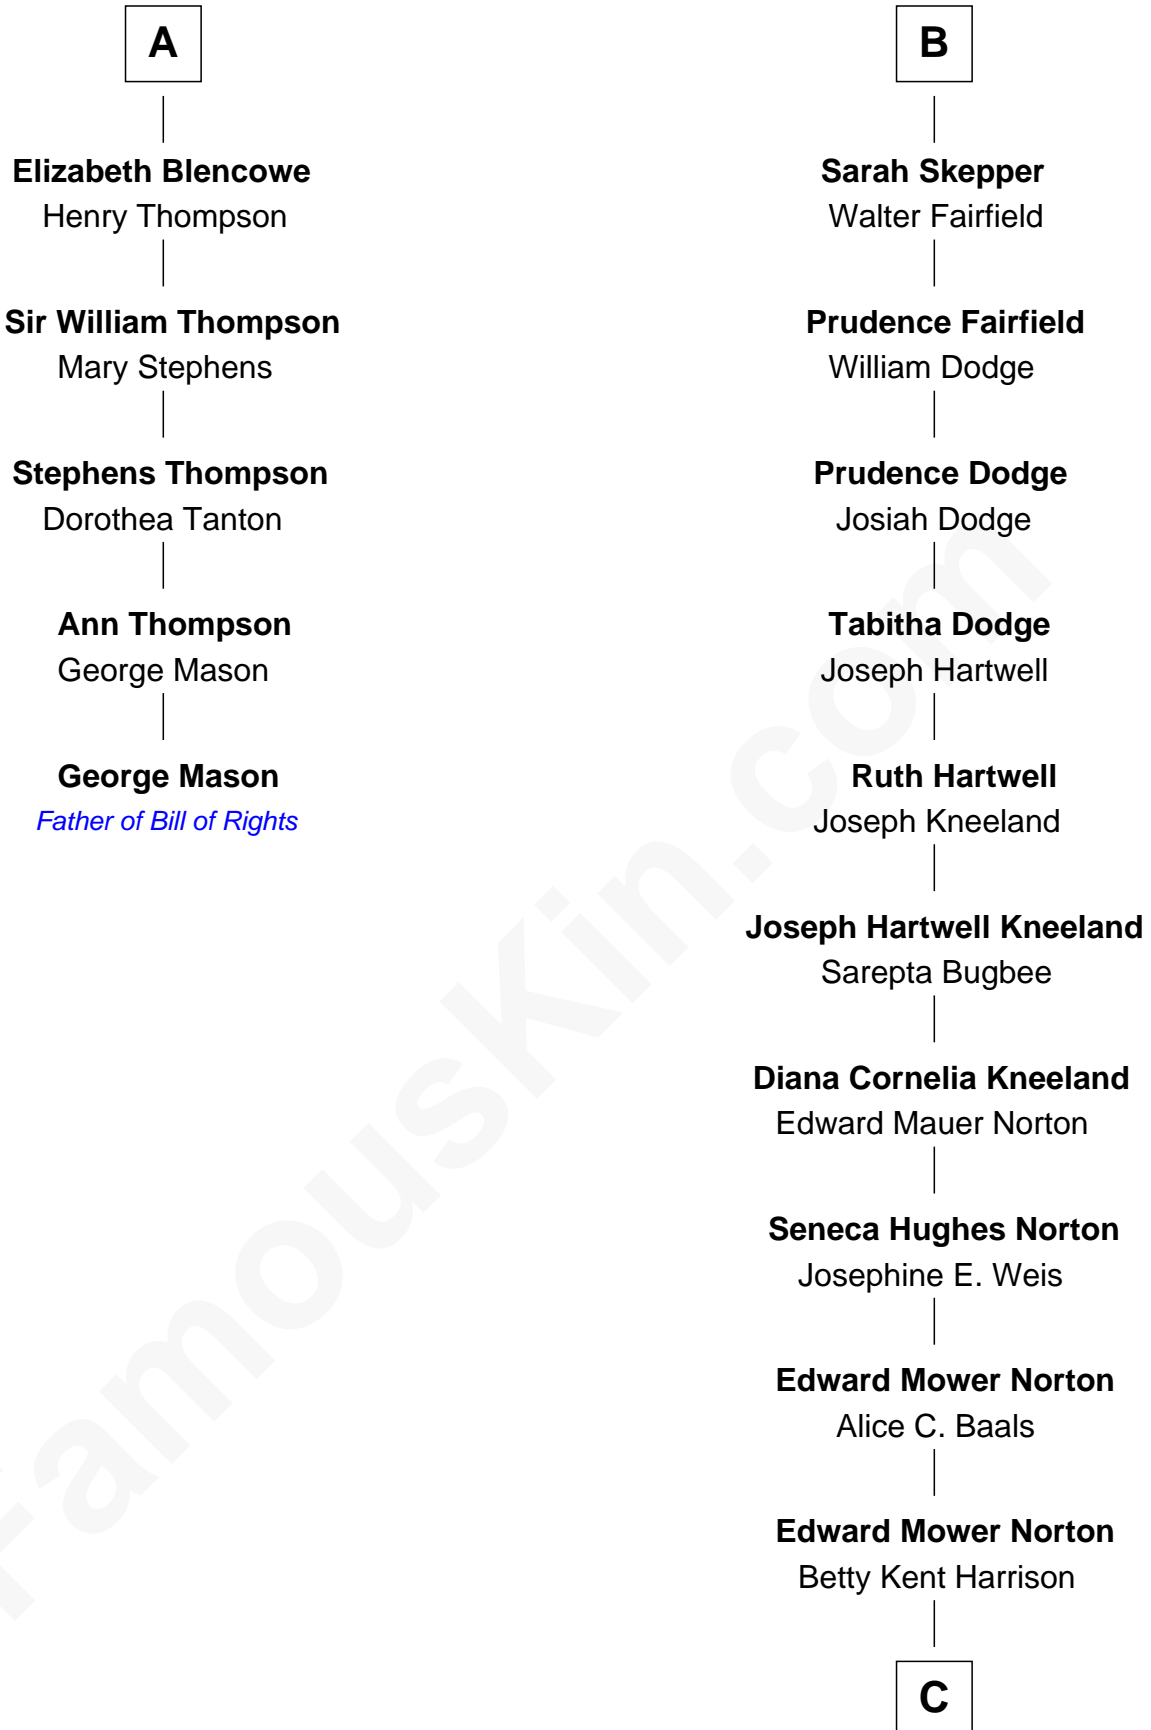 A
Elizabeth Blencowe
Henry Thompson
Sir William Thompson
Mary Stephens
Stephens Thompson
Dorothea Tanton
Ann Thompson
George Mason
George Mason
Father of Bill of Rights
B
Sarah Skepper
Walter Fairfield
Prudence Fairfield
William Dodge
Prudence Dodge
Josiah Dodge
Tabitha Dodge
Joseph Hartwell
Ruth Hartwell
Joseph Kneeland
Joseph Hartwell Kneeland
Sarepta Bugbee
Diana Cornelia Kneeland
Edward Mauer Norton
Seneca Hughes Norton
Josephine E. Weis
Edward Mower Norton
Alice C. Baals
Edward Mower Norton
Betty Kent Harrison
C
FamousKin.com